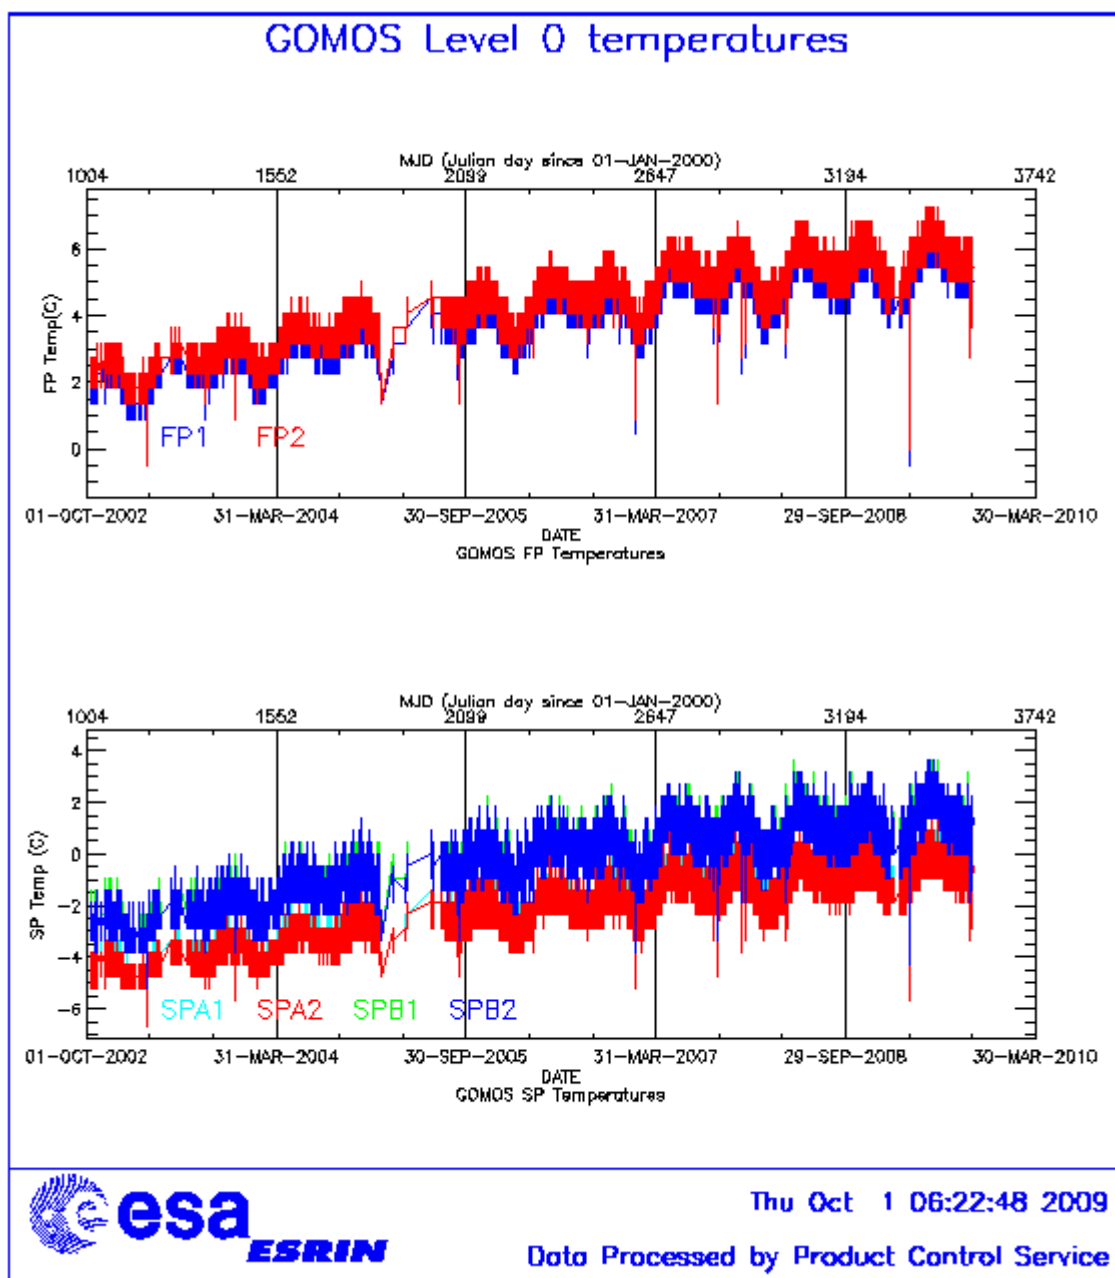 GOMOS Level 0 temperatures
MJD (Julian day since 01-JAN-2000)
1004 1552 2099 2647 3194 3742
6
4
2
0
FP Temp(C)
FP1 FP2
01-OCT-2002 31-MAR-2004 30-SEP-2005 31-MAR-2007 29-SEP-2008 30-MAR-2010
DATE
GOMOS FP Temperatures
MJD (Julian day since 01-JAN-2000)
1004 1552 2099 2647 3194 3742
4
2
0
-2
-4
-6
SP Temp (C)
SPA1 SPA2 SPB1 SPB2
01-OCT-2002 31-MAR-2004 30-SEP-2005 31-MAR-2007 29-SEP-2008 30-MAR-2010
DATE
GOMOS SP Temperatures
esa
ESRIN
Thu Oct 1 06:22:48 2009
Data Processed by Product Control Service